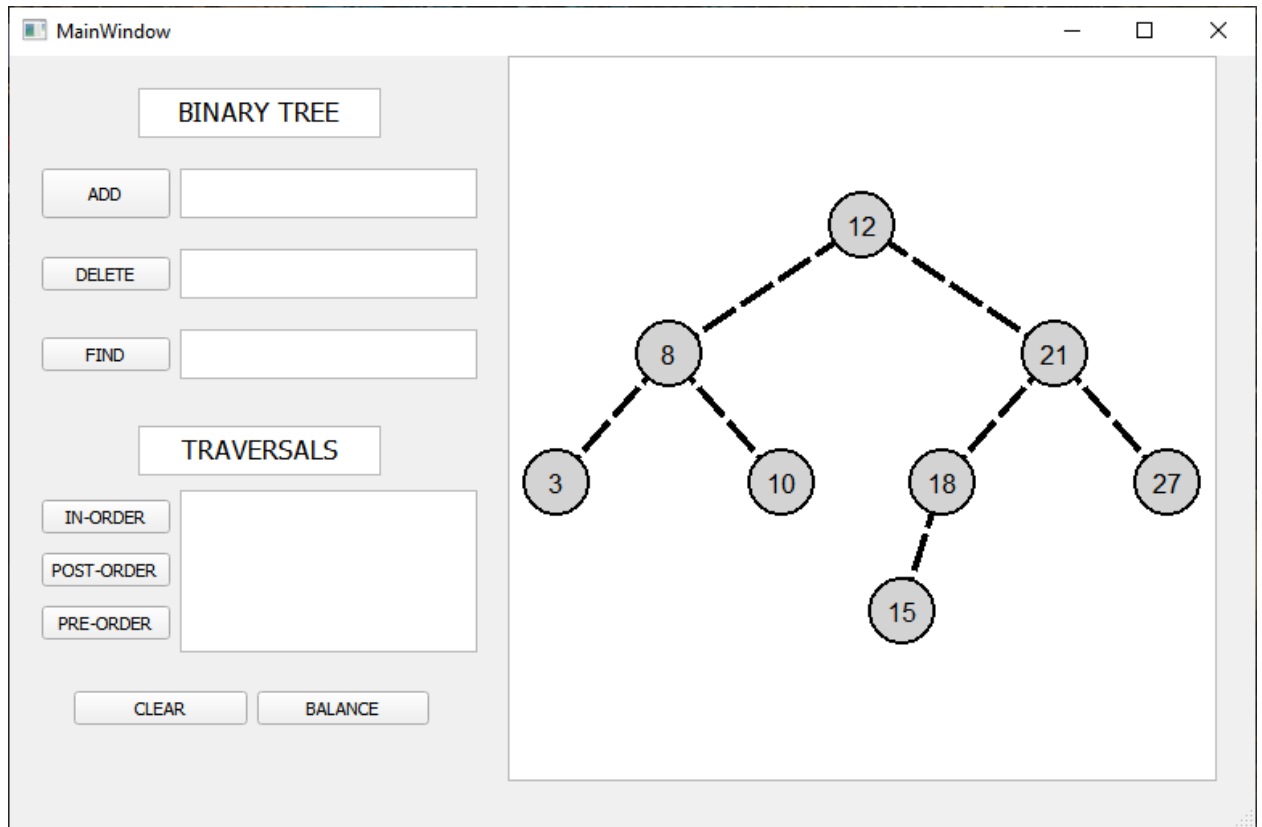 MainWindow
BINARY TREE
ADD
DELETE
FIND
TRAVERSALS
IN-ORDER
POST-ORDER
PRE-ORDER
CLEAR BALANCE
12
8 21
3 10 18 27
15